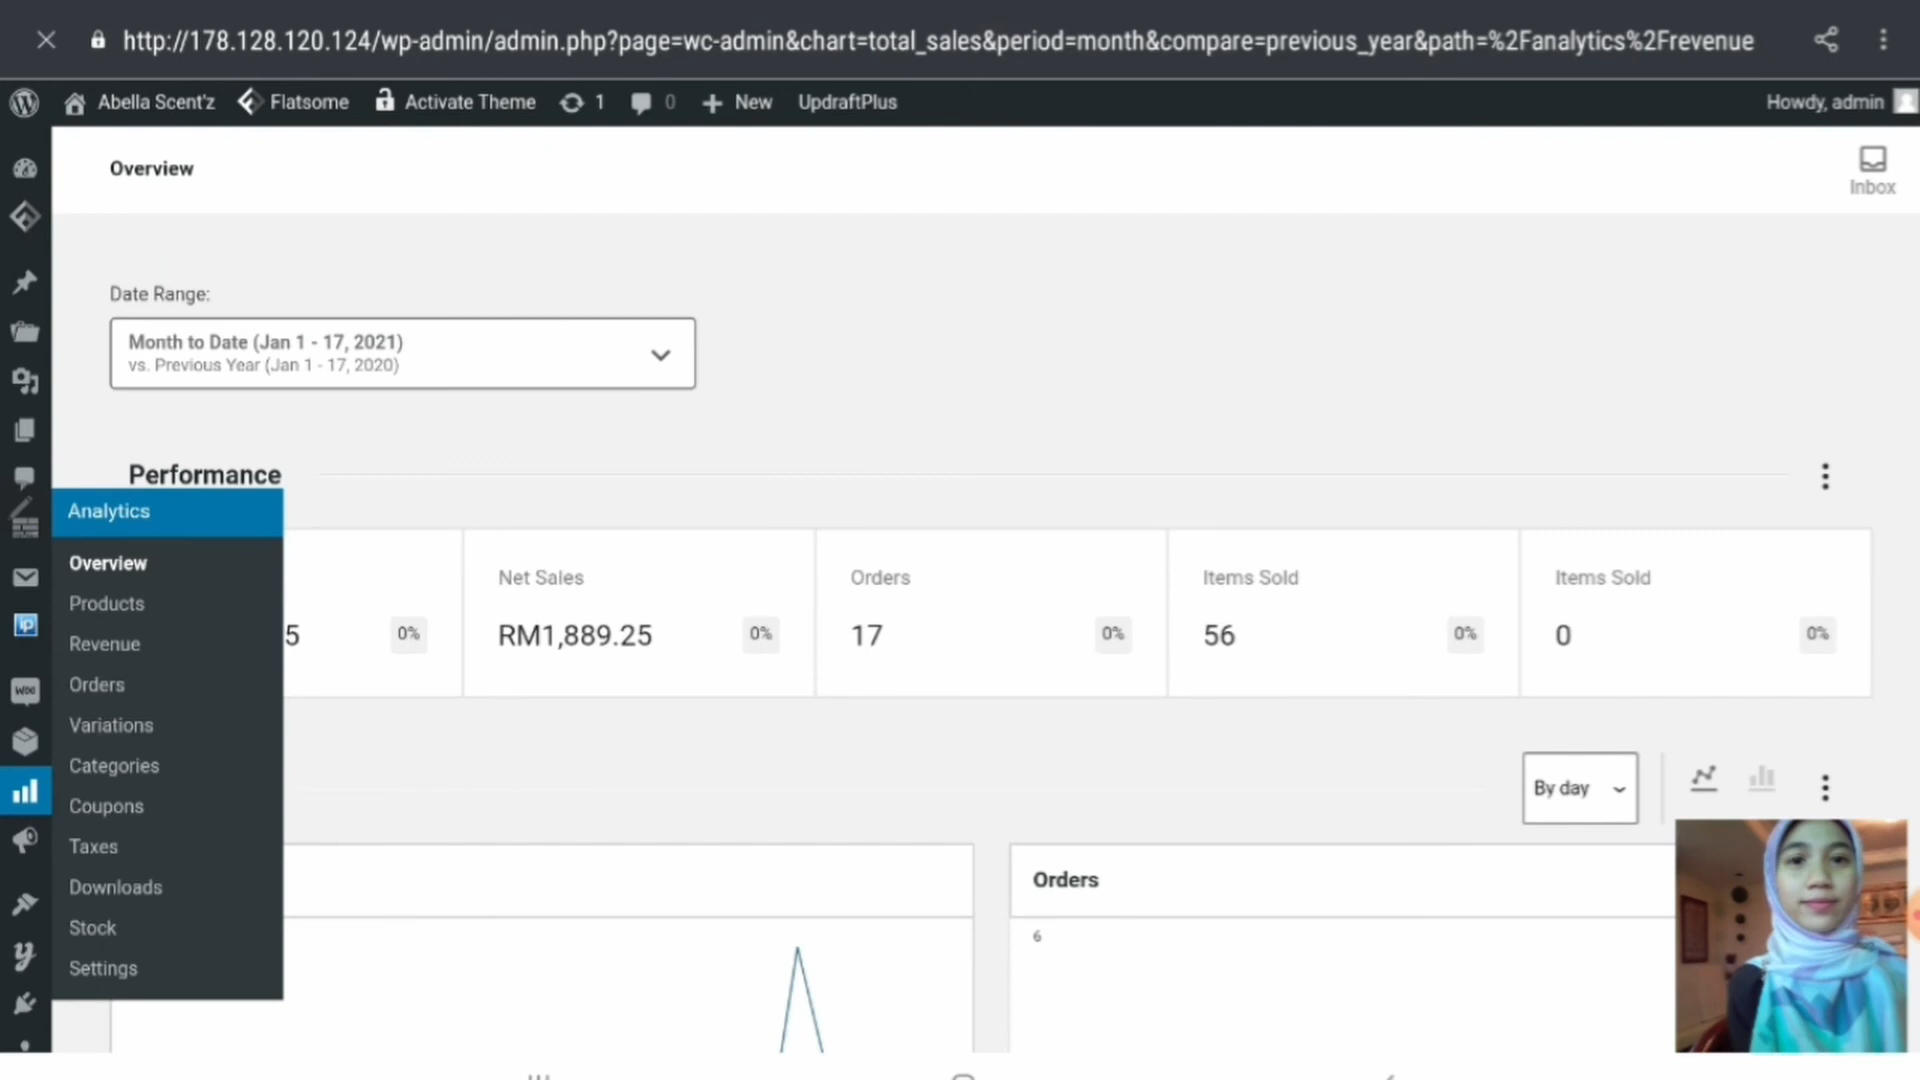 http://178.128.120.124/wp-admin/admin.php?page=wc-admin&chart=total_sales&period=month&compare=previous_year&path=%2Fanalytics%2Frevenue
Abella Scent'z Flatsome Activate Theme 1 0 New UpdraftPlus Howdy, admin
Overview
Inbox
Date Range:
Month to Date (Jan 1 - 17, 2021)
vs. Previous Year (Jan 1 - 17, 2020)
Performance
Analytics
Overview
Products
Revenue
Orders
Variations
Categories
Coupons
Taxes
Downloads
Stock
Settings
5 0%
Net Sales
RM1,889.25 0%
Orders
17 0%
Items Sold
56 0%
Items Sold
0 0%
By day
Orders
6